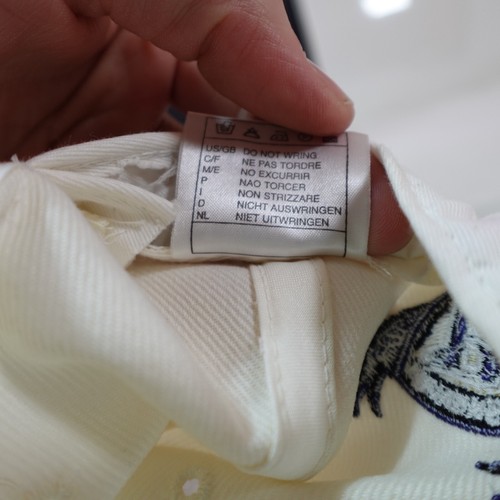 US/GB DO NOT WRING
C/F NE PAS TORDRE
M/E NO EXCURRIR
P NAO TORCER
I NON STRIZZARE
D NICHT AUSWRINGEN
NL NIET UITWRINGEN